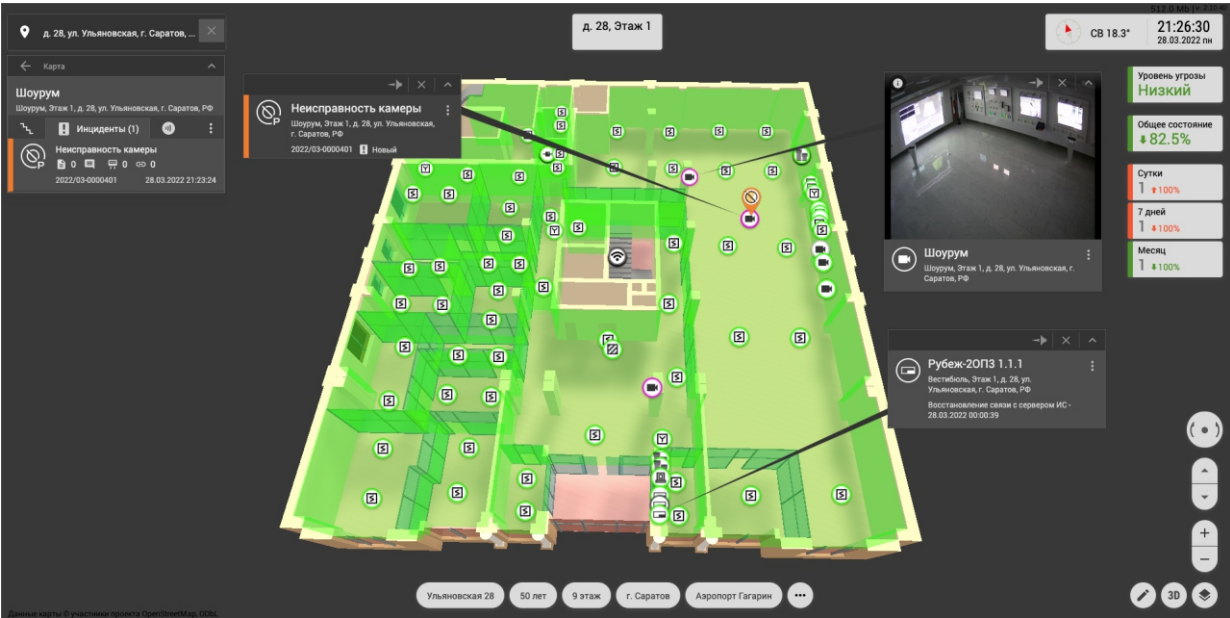 512.0 Mb | v. 2.10.40
д. 28, ул. Ульяновская, г. Саратов, ...
Карта
Шоурум
Шоурум, Этаж 1, д. 28, ул. Ульяновская, г. Саратов, РФ
Инциденты (1)
Неисправность камеры
0 0 0
2022/03-0000401 28.03.2022 21:23:24
P
д. 28, Этаж 1
Неисправность камеры
Шоурум, Этаж 1, д. 28, ул. Ульяновская,
г. Саратов, РФ
2022/03-0000401 Новый
P
СВ 18.3°
21:26:30
28.03.2022 пн
Уровень угрозы
Низкий
Общее состояние
82.5%
Сутки
1 100%
7 дней
1 100%
Месяц
1 100%
Шоурум
Шоурум, Этаж 1, д. 28, ул. Ульяновская, г.
Саратов, РФ
Рубеж-2ОП3 1.1.1
Вестибюль, Этаж 1, д. 28, ул.
Ульяновская, г. Саратов, РФ
Восстановление связи с сервером ИС -
28.03.2022 00:00:39
Ульяновская 28
50 лет
9 этаж
г. Саратов
Аэропорт Гагарин
3D
Данные карты © участники проекта OpenStreetMap, ODbL.